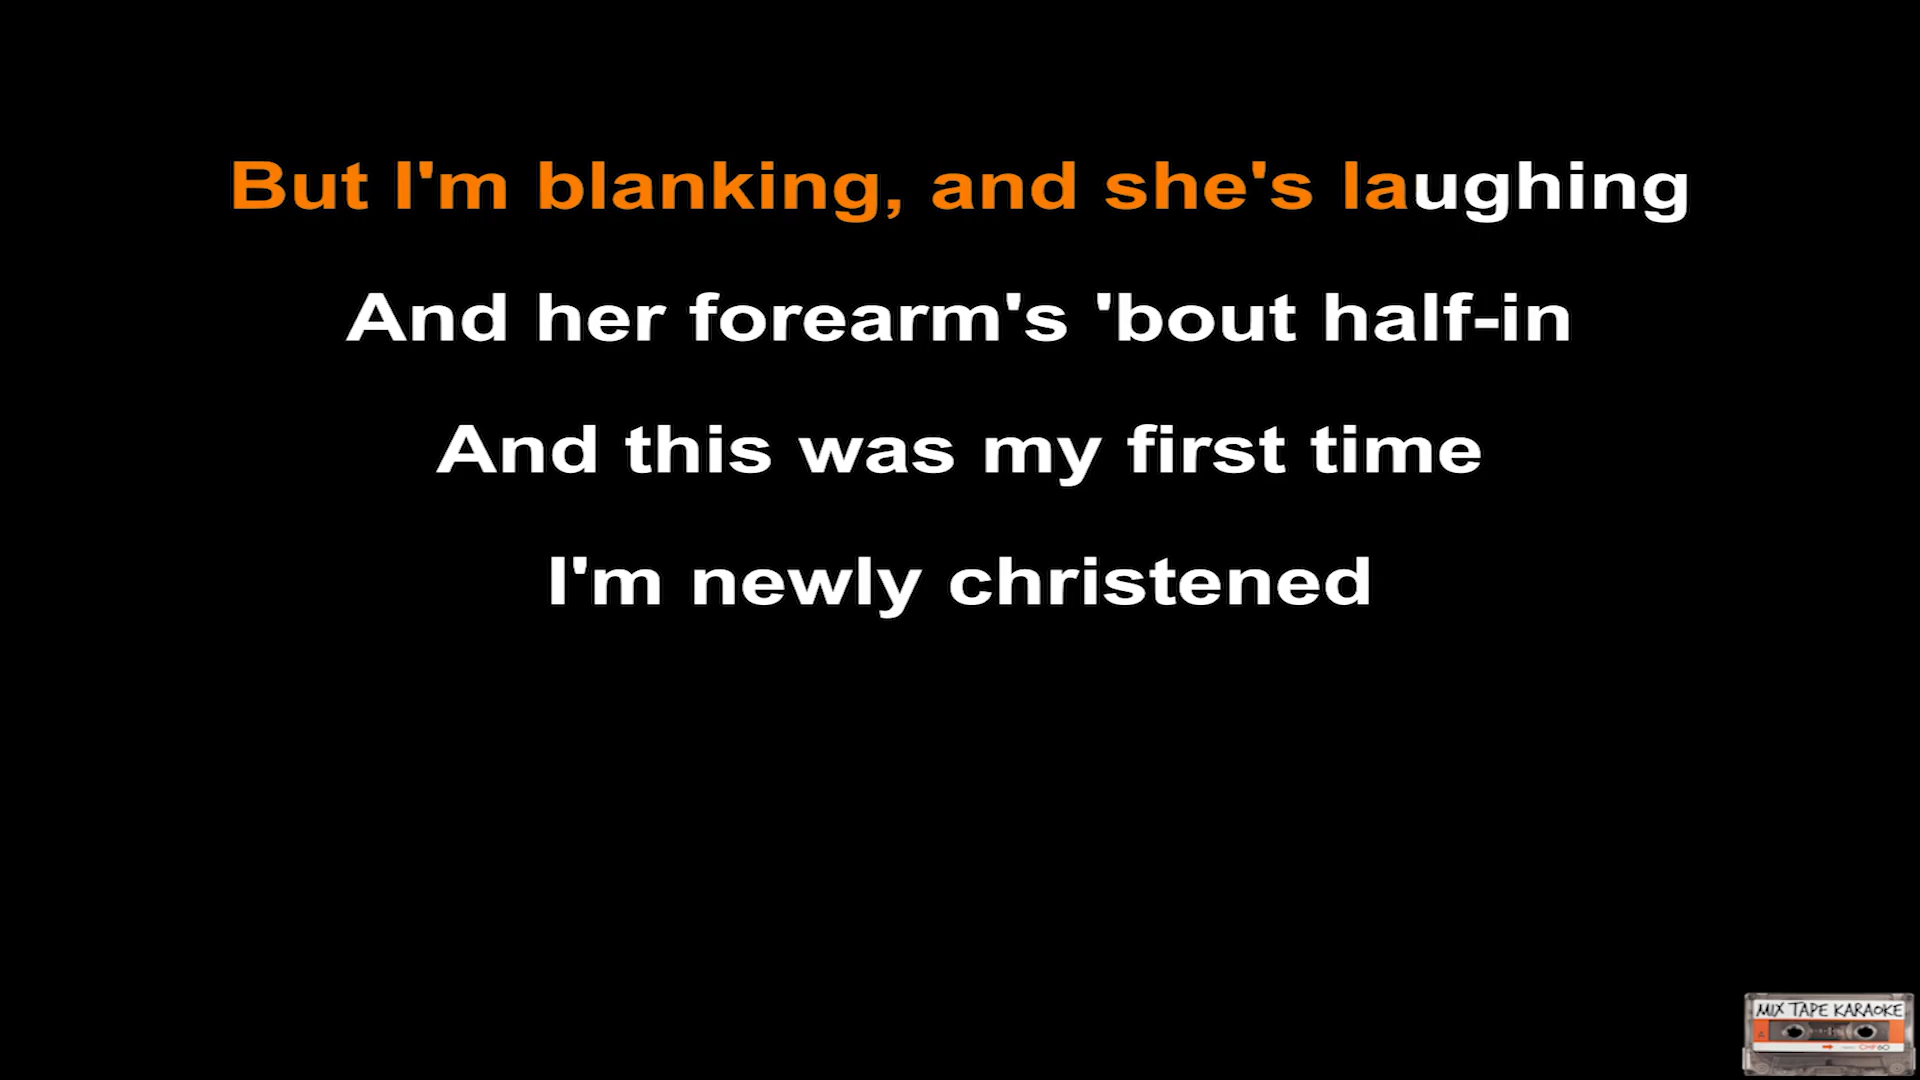 But I'm blanking, and she's laughing
And her forearm's 'bout half-in
And this was my first time
I'm newly christened
MIX TAPE KARAOKE
A
CHF60